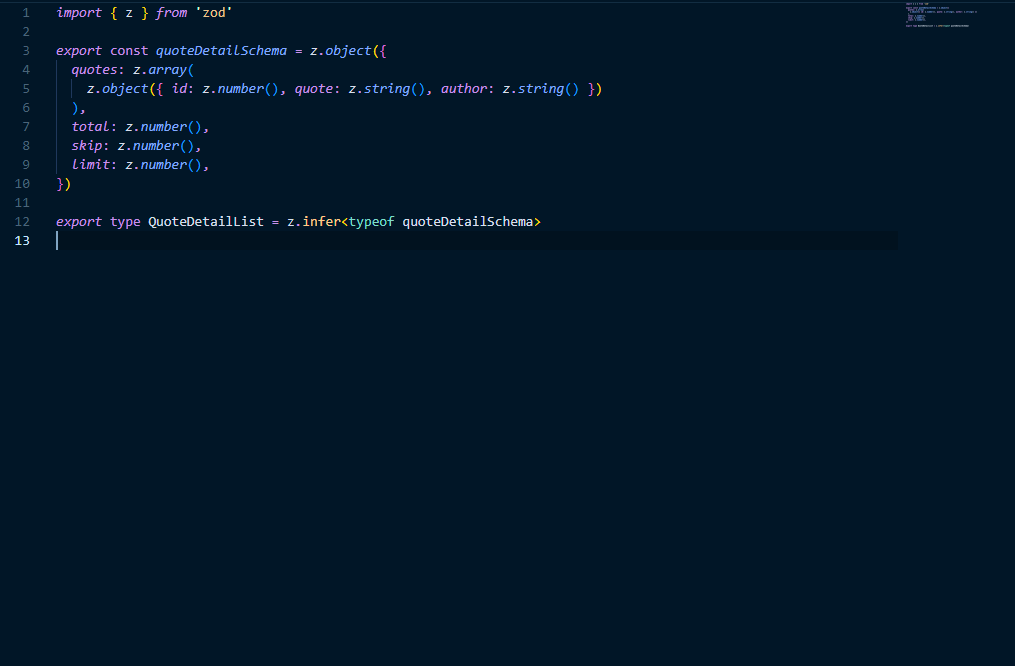 1 import { z } from 'zod'
2
3 export const quoteDetailSchema = z.object({
4   quotes: z.array(
5     z.object({ id: z.number(), quote: z.string(), author: z.string() })
6   ),
7   total: z.number(),
8   skip: z.number(),
9   limit: z.number(),
10 })
11
12 export type QuoteDetailList = z.infer<typeof quoteDetailSchema>
13